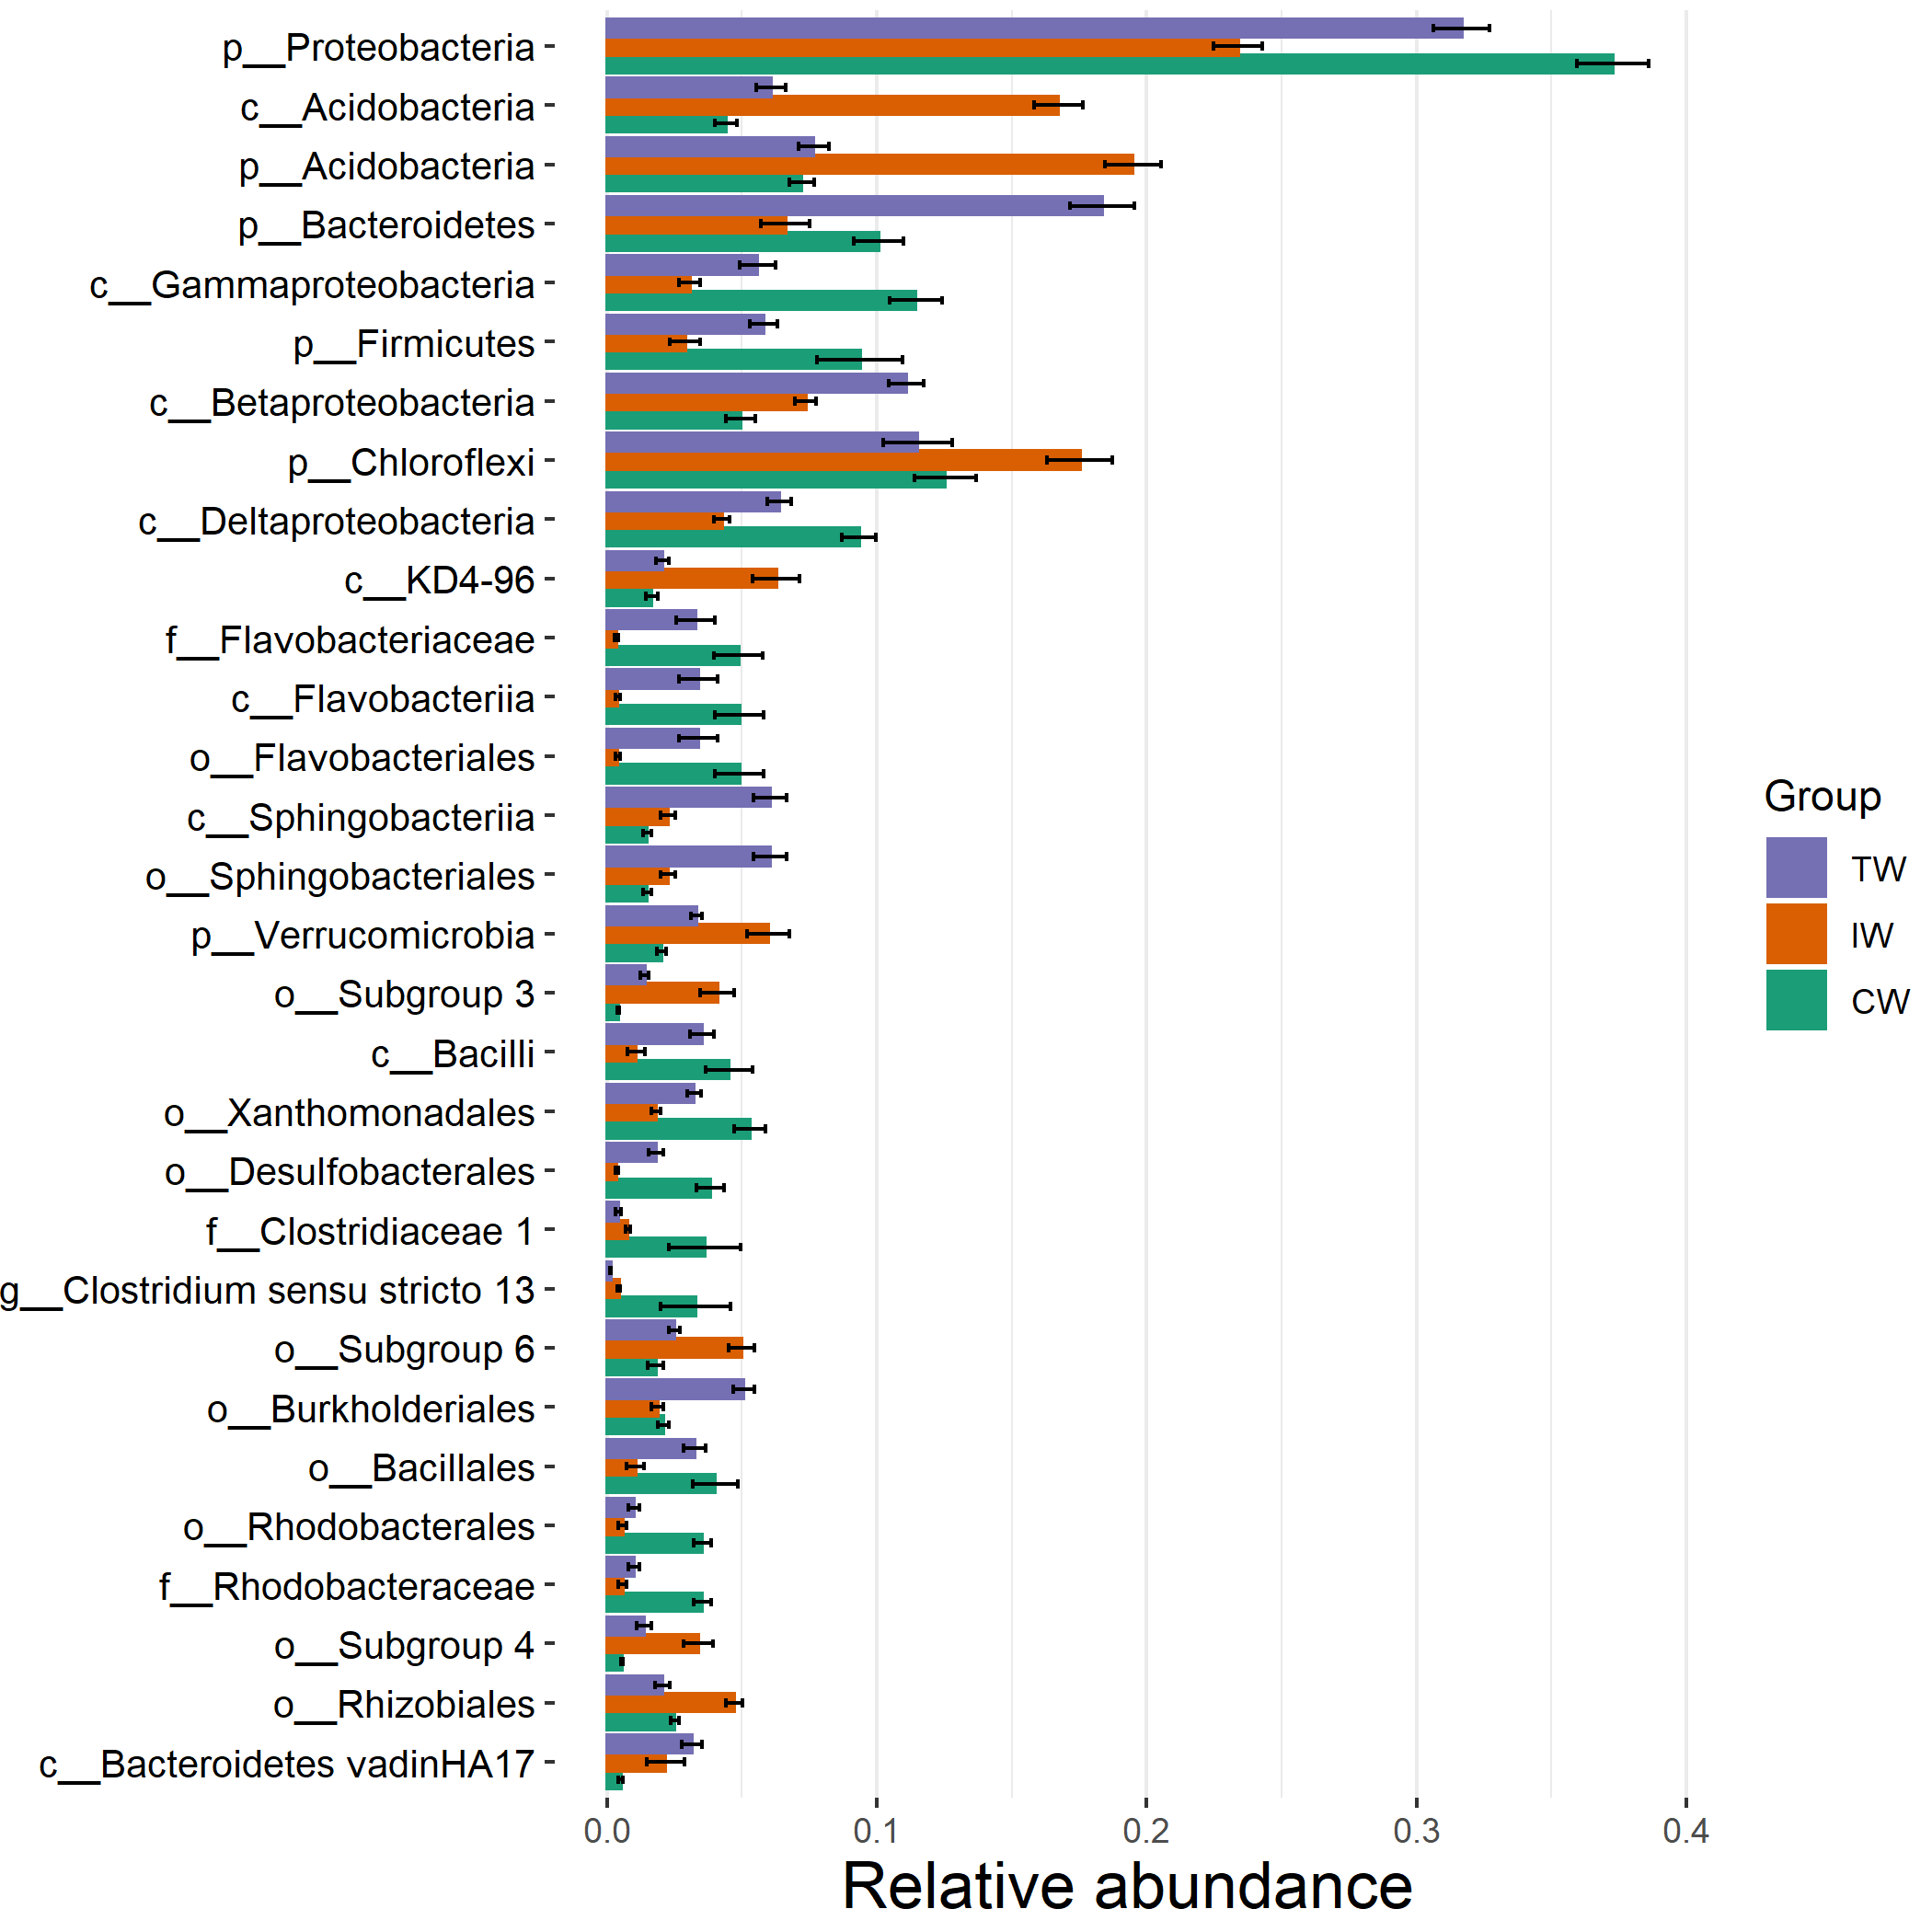 p__Proteobacteria
c__Acidobacteria
p__Acidobacteria
p__Bacteroidetes
c__Gammaproteobacteria
p__Firmicutes
c__Betaproteobacteria
p__Chloroflexi
c__Deltaproteobacteria
c__KD4-96
f__Flavobacteriaceae
c__Flavobacteriia
o__Flavobacteriales
c__Sphingobacteriia
o__Sphingobacteriales
p__Verrucomicrobia
o__Subgroup 3
c__Bacilli
o__Xanthomonadales
o__Desulfobacterales
f__Clostridiaceae 1
g__Clostridium sensu stricto 13
o__Subgroup 6
o__Burkholderiales
o__Bacillales
o__Rhodobacterales
f__Rhodobacteraceae
o__Subgroup 4
o__Rhizobiales
c__Bacteroidetes vadinHA17
0.0 0.1 0.2 0.3 0.4
Relative abundance
Group
TW
IW
CW